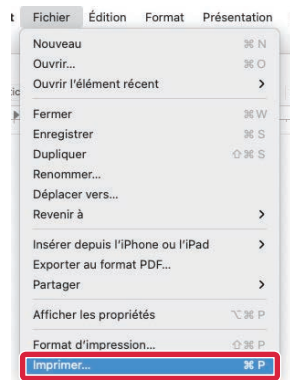 t Fichier Édition Format Présentation
Nouveau ⌘ N
Ouvrir... ⌘ O
Ouvrir l'élément récent >
Fermer ⌘ W
Enregistrer ⌘ S
Dupliquer ⇧ ⌘ S
Renommer...
Déplacer vers...
Revenir à >
Insérer depuis l'iPhone ou l'iPad >
Exporter au format PDF...
Partager >
Afficher les propriétés ⌥ ⌘ P
Format d'impression... ⇧ ⌘ P
Imprimer... ⌘ P